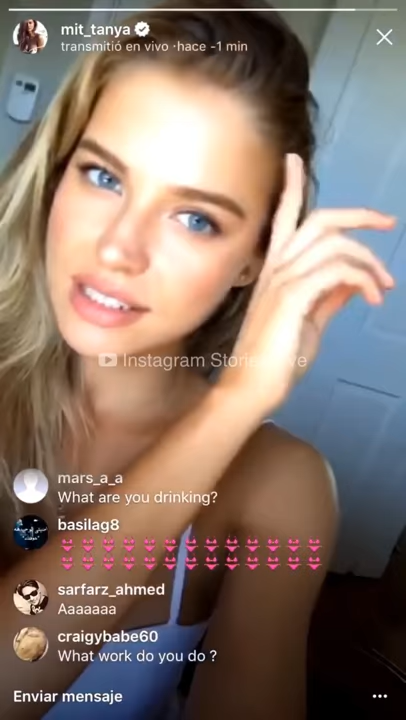 mit_tanya
transmitió en vivo · hace -1 min
Instagram Stories Live
mars_a_a
What are you drinking?
basilag8
sarfarz_ahmed
Aaaaaaa
craigybabe60
What work do you do ?
Enviar mensaje